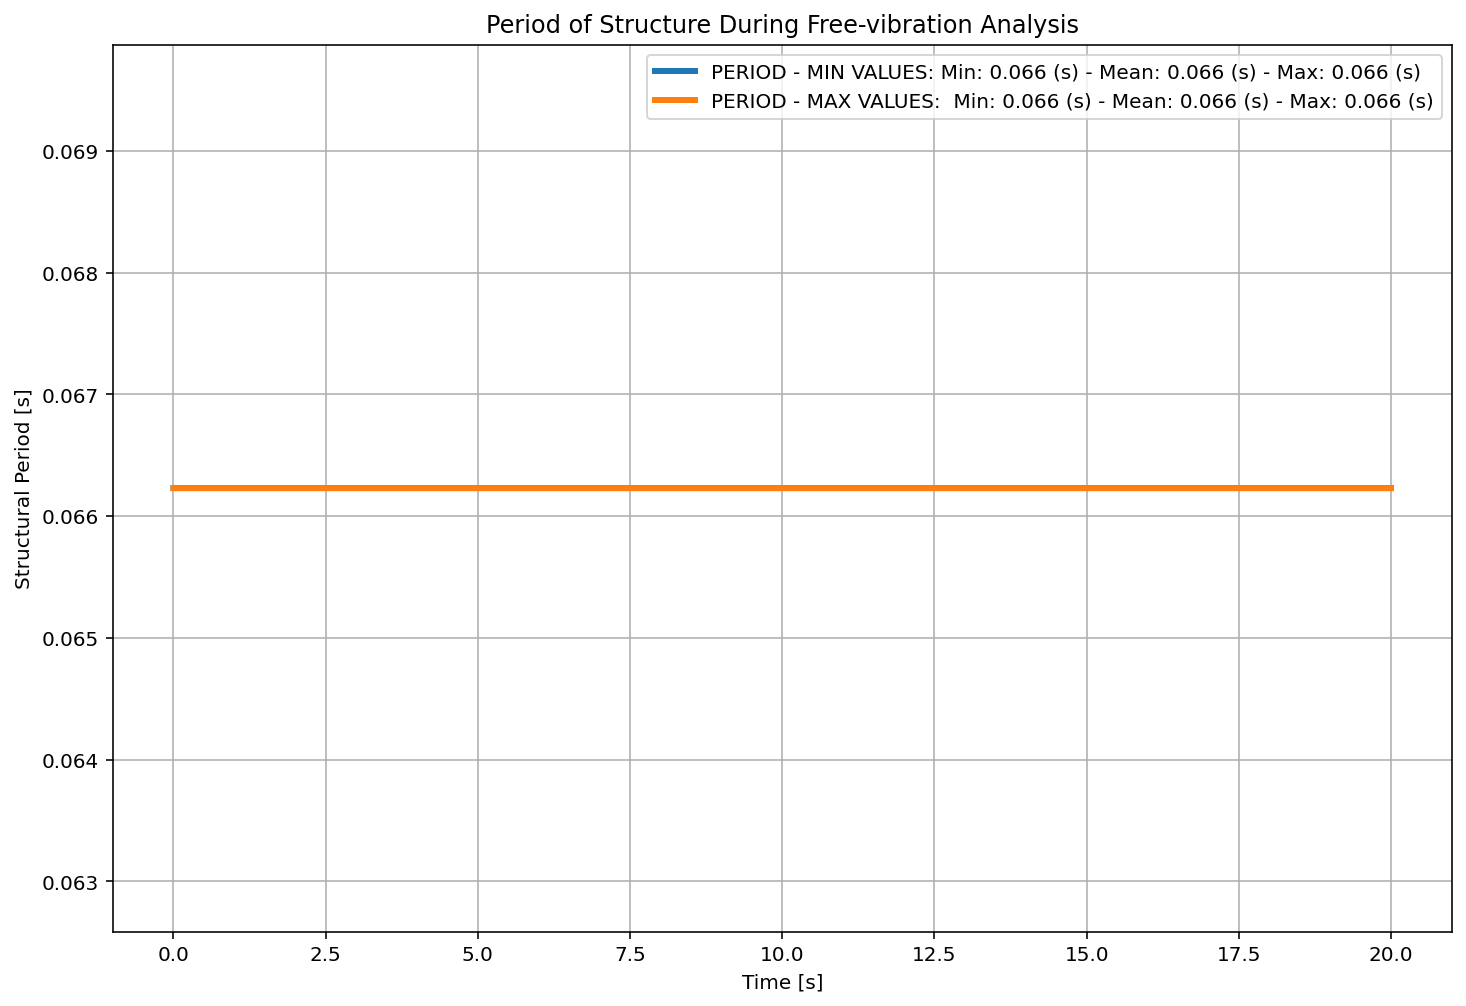 Period of Structure During Free-vibration Analysis
PERIOD - MIN VALUES: Min: 0.066 (s) - Mean: 0.066 (s) - Max: 0.066 (s)
PERIOD - MAX VALUES:  Min: 0.066 (s) - Mean: 0.066 (s) - Max: 0.066 (s)
0.069
0.068
0.067
0.066
0.065
0.064
0.063
Structural Period [s]
0.0 2.5 5.0 7.5 10.0 12.5 15.0 17.5 20.0
Time [s]